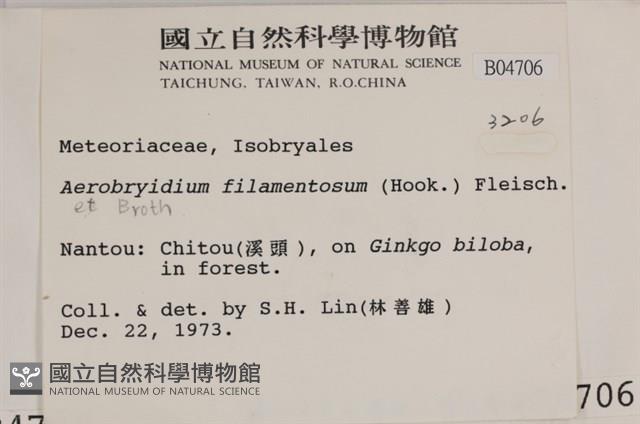 國立自然科學博物館
NATIONAL MUSEUM OF NATURAL SCIENCE
TAICHUNG, TAIWAN, R.O.CHINA
B04706
3206
Meteoriaceae, Isobryales
Aerobryidium filamentosum (Hook.) Fleisch.
et Broth
Nantou: Chitou(溪頭), on Ginkgo biloba,
in forest.
Coll. & det. by S.H. Lin(林善雄)
Dec. 22, 1973.
國立自然科學博物館
NATIONAL MUSEUM OF NATURAL SCIENCE
706
47